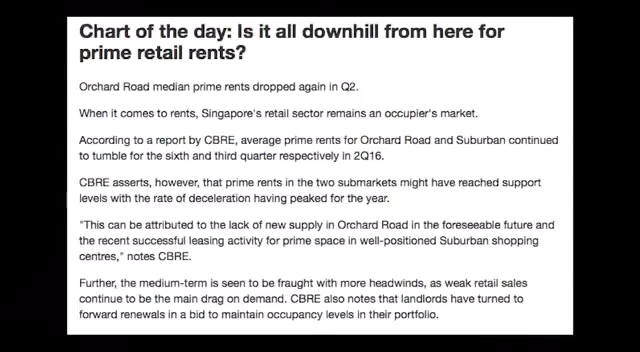 Chart of the day: Is it all downhill from here for
prime retail rents?
Orchard Road median prime rents dropped again in Q2.
When it comes to rents, Singapore's retail sector remains an occupier's market.
According to a report by CBRE, average prime rents for Orchard Road and Suburban continued
to tumble for the sixth and third quarter respectively in 2Q16.
CBRE asserts, however, that prime rents in the two submarkets might have reached support
levels with the rate of deceleration having peaked for the year.
"This can be attributed to the lack of new supply in Orchard Road in the foreseeable future and
the recent successful leasing activity for prime space in well-positioned Suburban shopping
centres," notes CBRE.
Further, the medium-term is seen to be fraught with more headwinds, as weak retail sales
continue to be the main drag on demand. CBRE also notes that landlords have turned to
forward renewals in a bid to maintain occupancy levels in their portfolio.